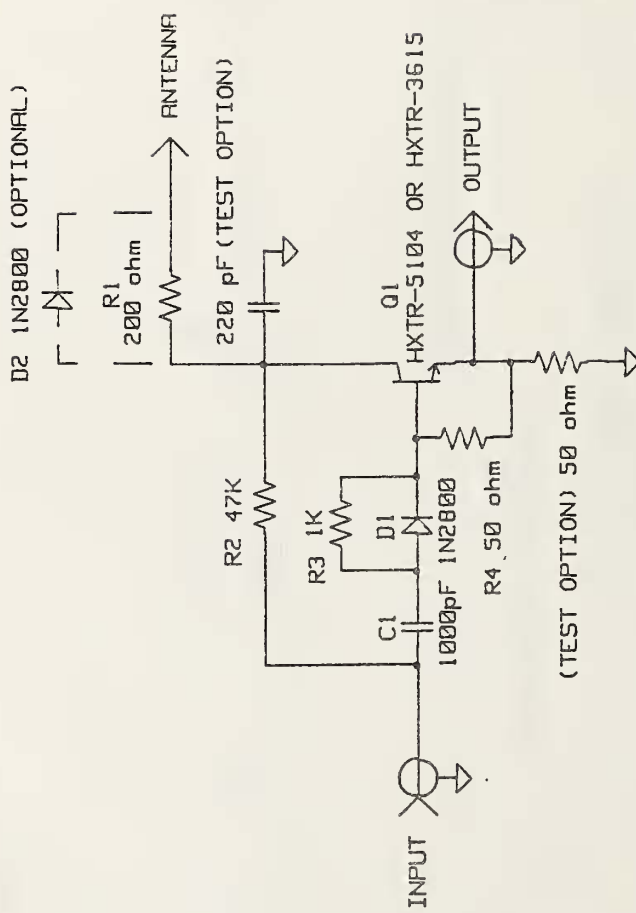 D2 1N2800 (OPTIONAL)
R1
200 ohm
ANTENNA
220 pF (TEST OPTION)
R2 47K
R3 1K
Q1
HXTR-5104 OR HXTR-3615
C1
D1
1000pF 1N2800
R4 50 ohm
OUTPUT
INPUT
(TEST OPTION) 50 ohm